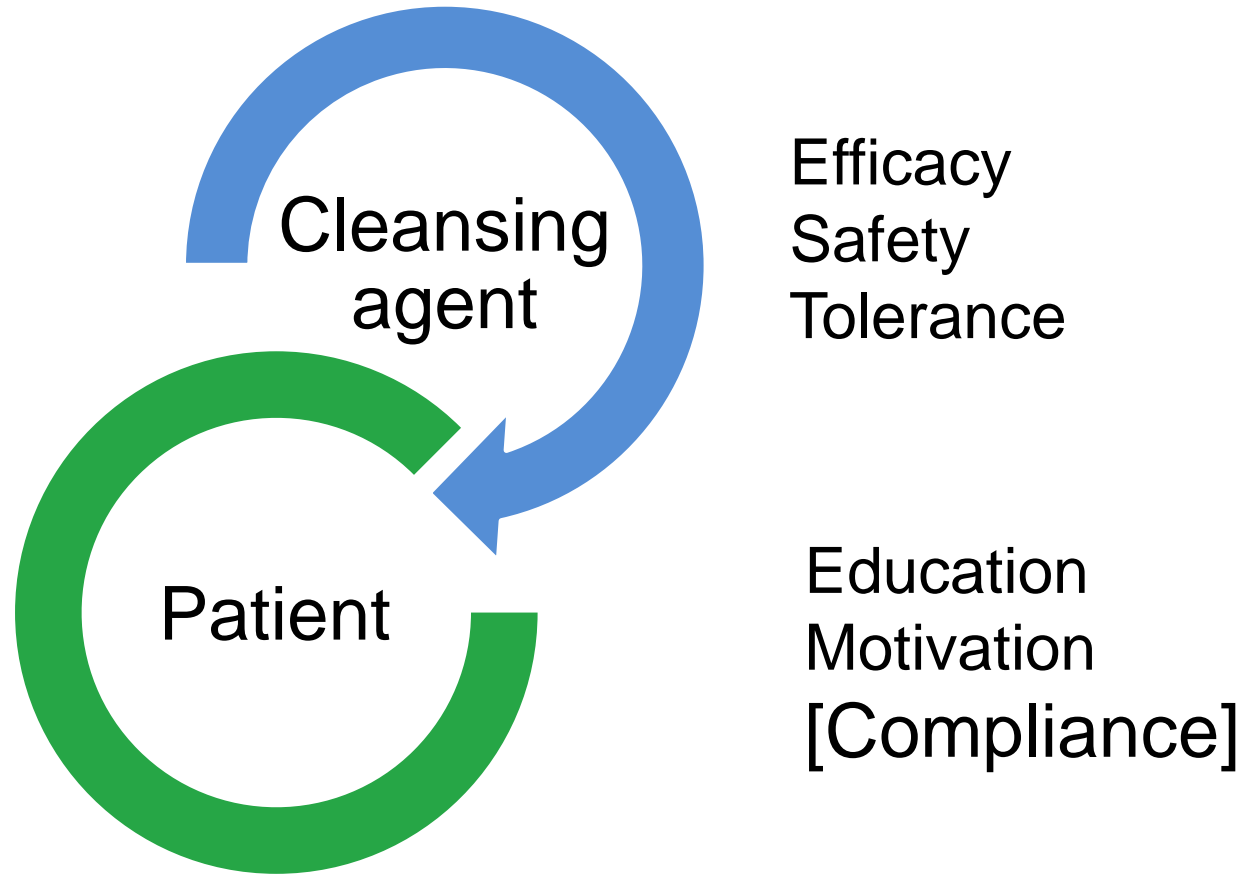 Cleansing
agent
Efficacy
Safety
Tolerance
Patient
Education
Motivation
[Compliance]